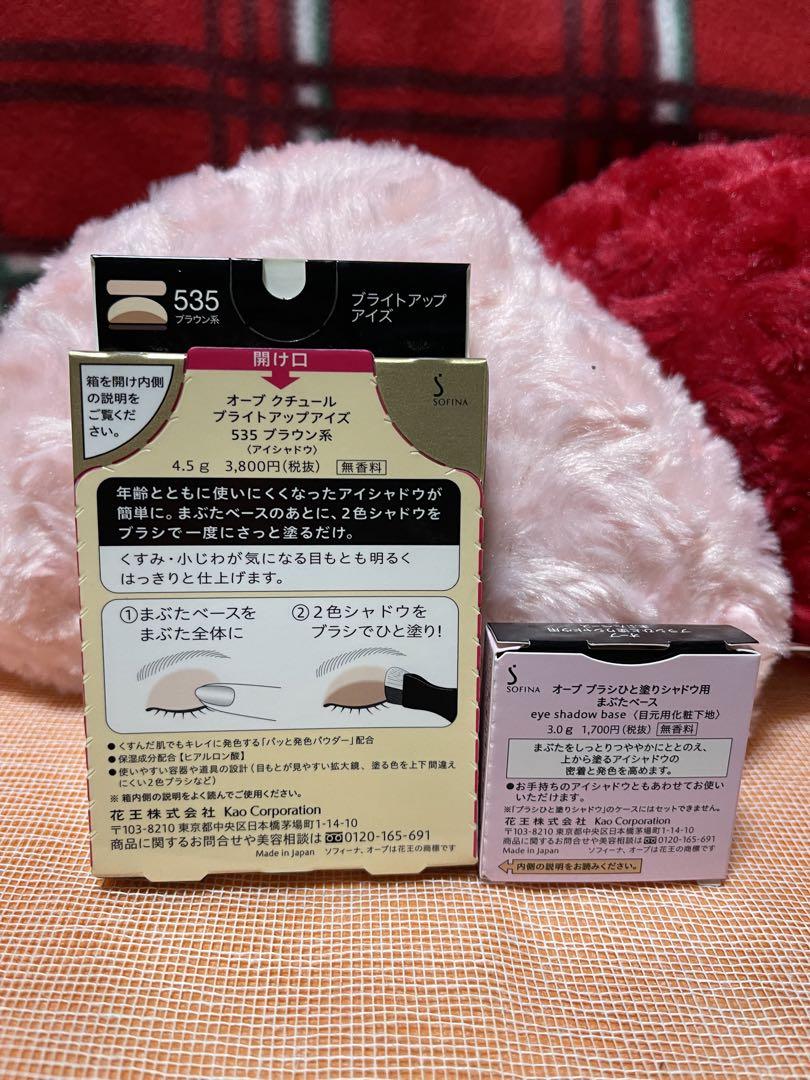 535
ブラウン系
ブライトアップ
アイズ
開け口
箱を開け内側
の説明を
ご覧くだ
さい。
SOFINA
オーブ クチュール
ブライトアップアイズ
535 ブラウン系
〈アイシャドウ〉
4.5g 3,800円(税抜) 無香料
年齢とともに使いにくくなったアイシャドウが
簡単に。まぶたベースのあとに、2色シャドウを
ブラシで一度にさっと塗るだけ。
くすみ・小じわが気になる目もとも明るく
はっきりと仕上げます。
①まぶたベースを
まぶた全体に
②2色シャドウを
ブラシでひと塗り!
●くすんだ肌でもキレイに発色する「パッと発色パウダー」配合
●保湿成分配合【ヒアルロン酸】
●使いやすい容器や道具の設計(目もとが見やすい拡大鏡、塗る色を上下間違え
にくい2色ブラシなど)
※箱内側の説明をよく読んでご使用ください。
花王株式会社 Kao Corporation
〒103-8210 東京都中央区日本橋茅場町1-14-10
商品に関するお問合せや美容相談は 0120-165-691
Made in Japan ソフィーナ、オーブは花王の商標です
オーブ
ブラシひと塗りシャドウ用
まぶたベース
SOFINA
オーブ ブラシひと塗りシャドウ用
まぶたベース
eye shadow base 〈目元用化粧下地〉
3.0g 1,700円(税抜) 無香料
まぶたをしっとりつややかにととのえ、
上から塗るアイシャドウの
密着と発色を高めます。
●お手持ちのアイシャドウともあわせてお使い
いただけます。
※「ブラシひと塗りシャドウ」のケースにはセットできません。
花王株式会社 Kao Corporation
〒103-8210 東京都中央区日本橋茅場町1-14-10
商品に関するお問合せや美容相談は 0120-165-691
Made in Japan ソフィーナ、オーブは花王の商標です
内側の説明をお読みください。